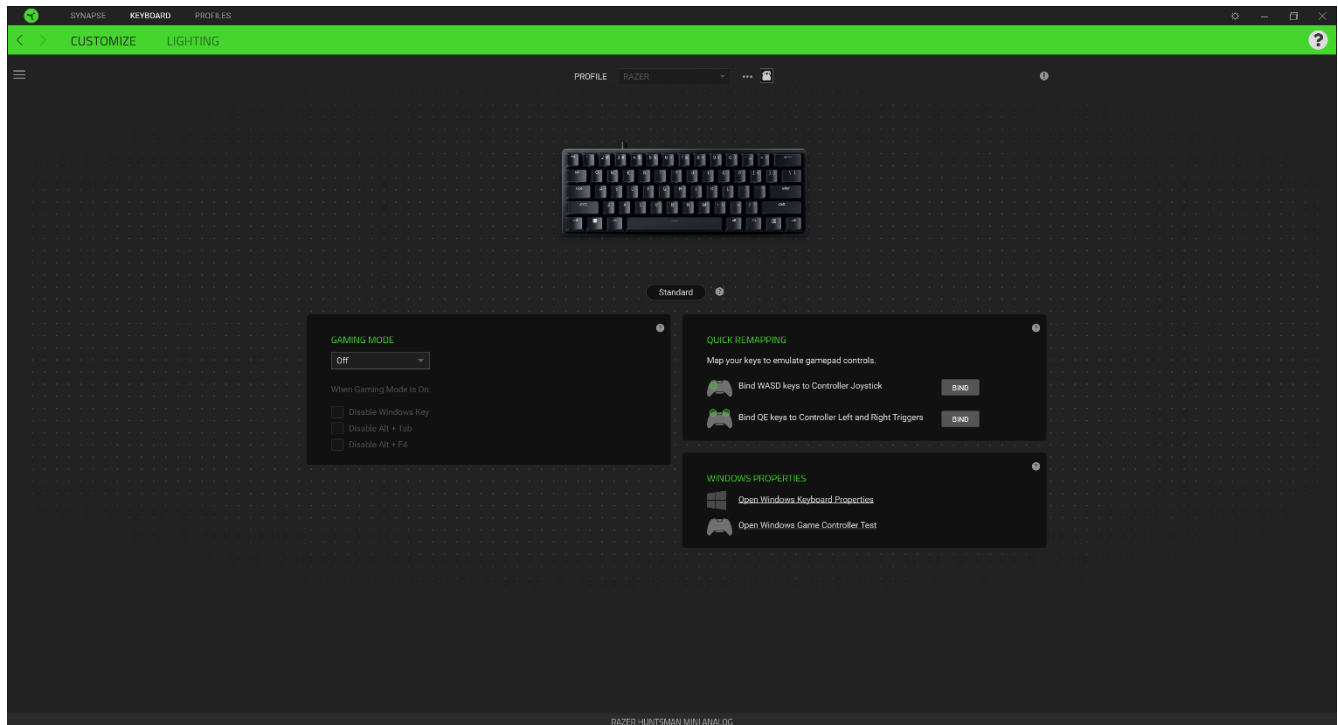 SYNAPSE KEYBOARD PROFILES
CUSTOMIZE LIGHTING
PROFILE RAZER
Standard
GAMING MODE
Off
When Gaming Mode is On:
Disable Windows Key
Disable Alt + Tab
Disable Alt + F4
QUICK REMAPPING
Map your keys to emulate gamepad controls.
Bind WASD keys to Controller Joystick BIND
Bind QE keys to Controller Left and Right Triggers BIND
WINDOWS PROPERTIES
Open Windows Keyboard Properties
Open Windows Game Controller Test
RAZER HUNTSMAN MINI ANALOG